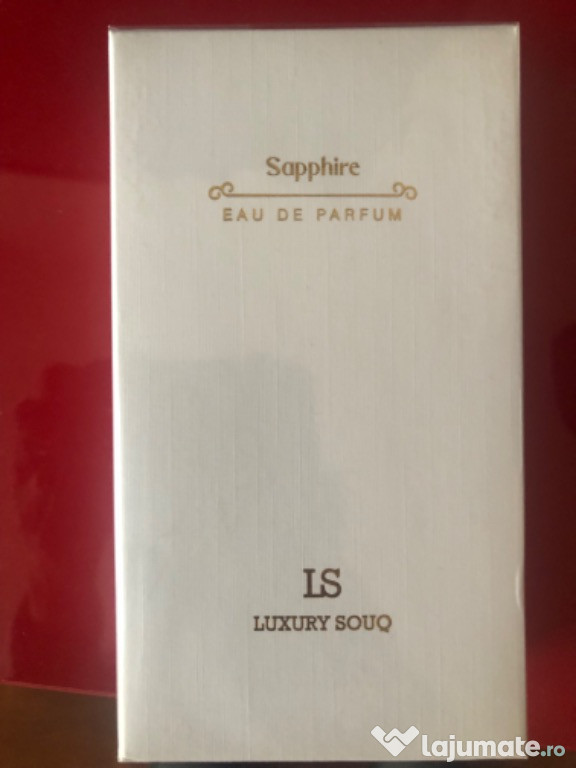 Sapphire
EAU DE PARFUM
LS
LUXURY SOUQ
lajumate.ro